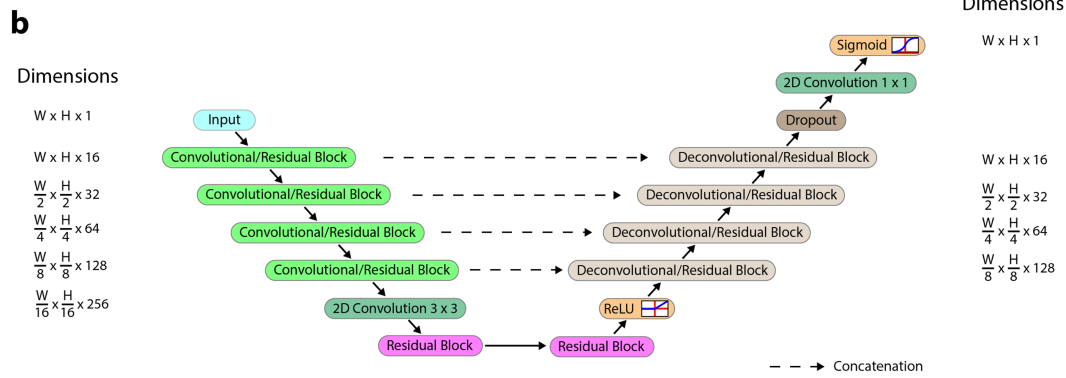 b
Dimensions
Dimensions
Sigmoid
W x H x 1
2D Convolution 1 x 1
W x H x 1
Input
Dropout
W x H x 16
Convolutional/Residual Block
Deconvolutional/Residual Block
W x H x 16
W/2 x H/2 x 32
Convolutional/Residual Block
Deconvolutional/Residual Block
W/2 x H/2 x 32
W/4 x H/4 x 64
Convolutional/Residual Block
Deconvolutional/Residual Block
W/4 x H/4 x 64
W/8 x H/8 x 128
Convolutional/Residual Block
Deconvolutional/Residual Block
W/8 x H/8 x 128
W/16 x H/16 x 256
2D Convolution 3 x 3
ReLU
Residual Block
Residual Block
Concatenation